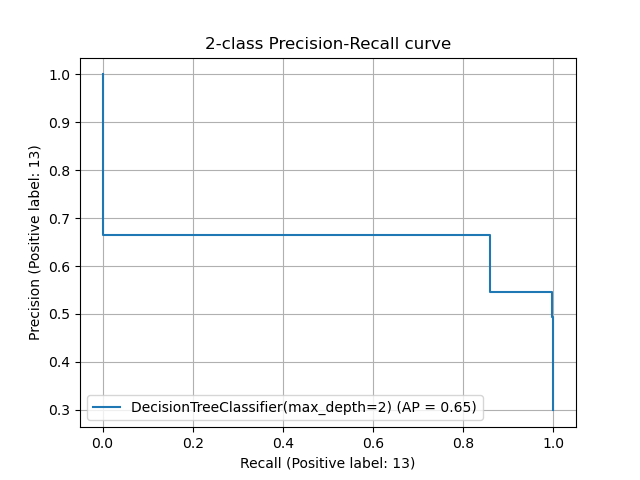 2-class Precision-Recall curve
Precision (Positive label: 13)
1.0
0.9
0.8
0.7
0.6
0.5
0.4
0.3
DecisionTreeClassifier(max_depth=2) (AP = 0.65)
0.0 0.2 0.4 0.6 0.8 1.0
Recall (Positive label: 13)